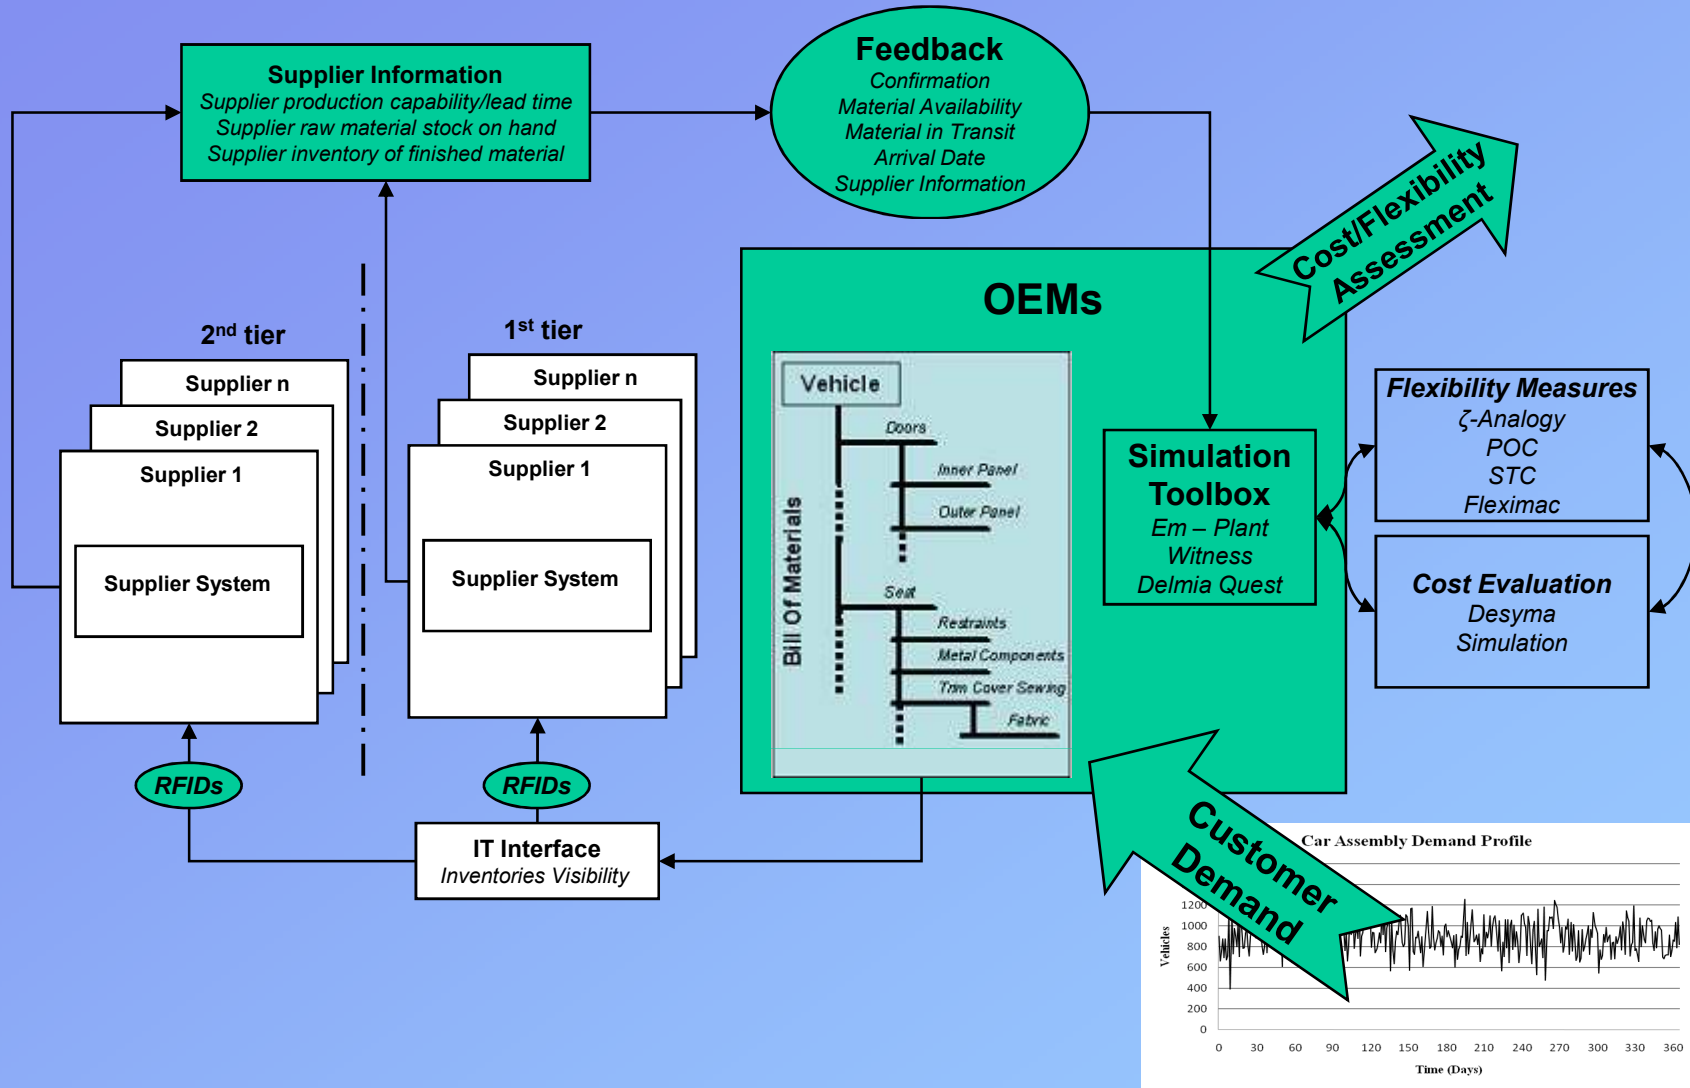 Supplier Information
Supplier production capability/lead time
Supplier raw material stock on hand
Supplier inventory of finished material
Feedback
Confirmation
Material Availability
Material in Transit
Arrival Date
Supplier Information
Cost/Flexibility
Assessment
2nd tier
Supplier n
Supplier 2
Supplier 1
Supplier System
1st tier
Supplier n
Supplier 2
Supplier 1
Supplier System
RFIDs
RFIDs
IT Interface
Inventories Visibility
OEMs
Bill Of Materials
Vehicle
Doors
Inner Panel
Outer Panel
Seat
Restraints
Metal Components
Trim Cover Sewing
Fabric
Simulation
Toolbox
Em – Plant
Witness
Delmia Quest
Flexibility Measures
ζ-Analogy
POC
STC
Fleximac
Cost Evaluation
Desyma
Simulation
Customer
Demand
Car Assembly Demand Profile
Vehicles
1200
1000
800
600
400
200
0
0 30 60 90 120 150 180 210 240 270 300 330 360
Time (Days)